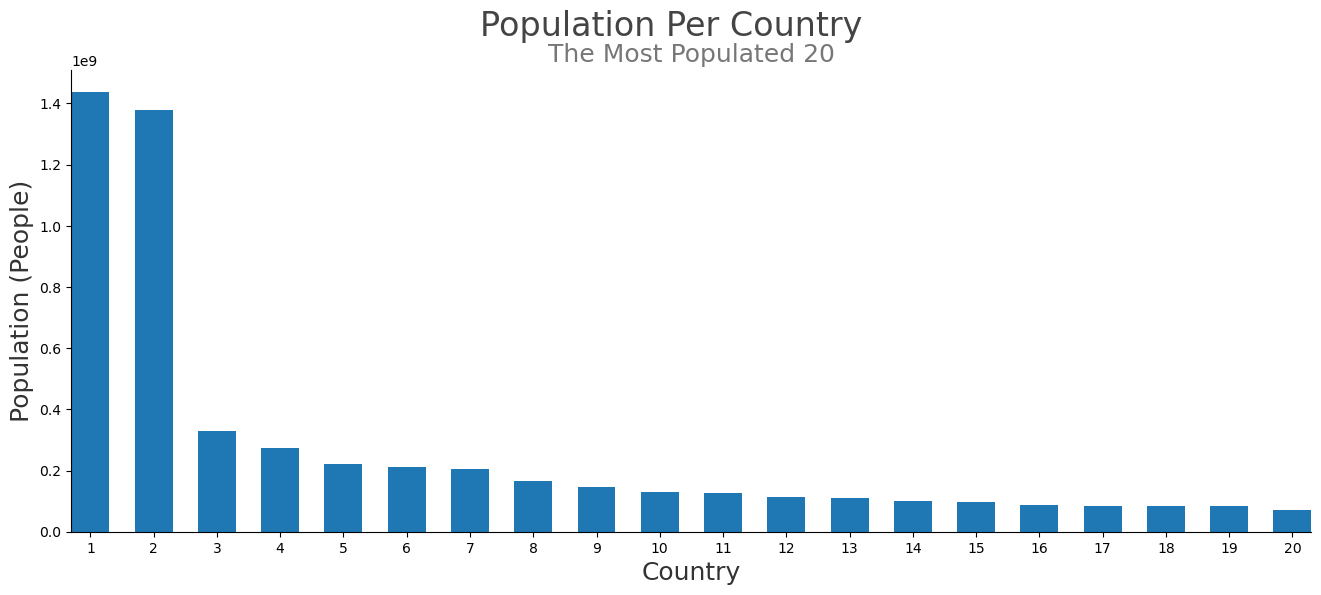 Population Per Country
The Most Populated 20
1e9
1.4
1.2
1.0
0.8
0.6
0.4
0.2
0.0
Population (People)
1 2 3 4 5 6 7 8 9 10 11 12 13 14 15 16 17 18 19 20
Country